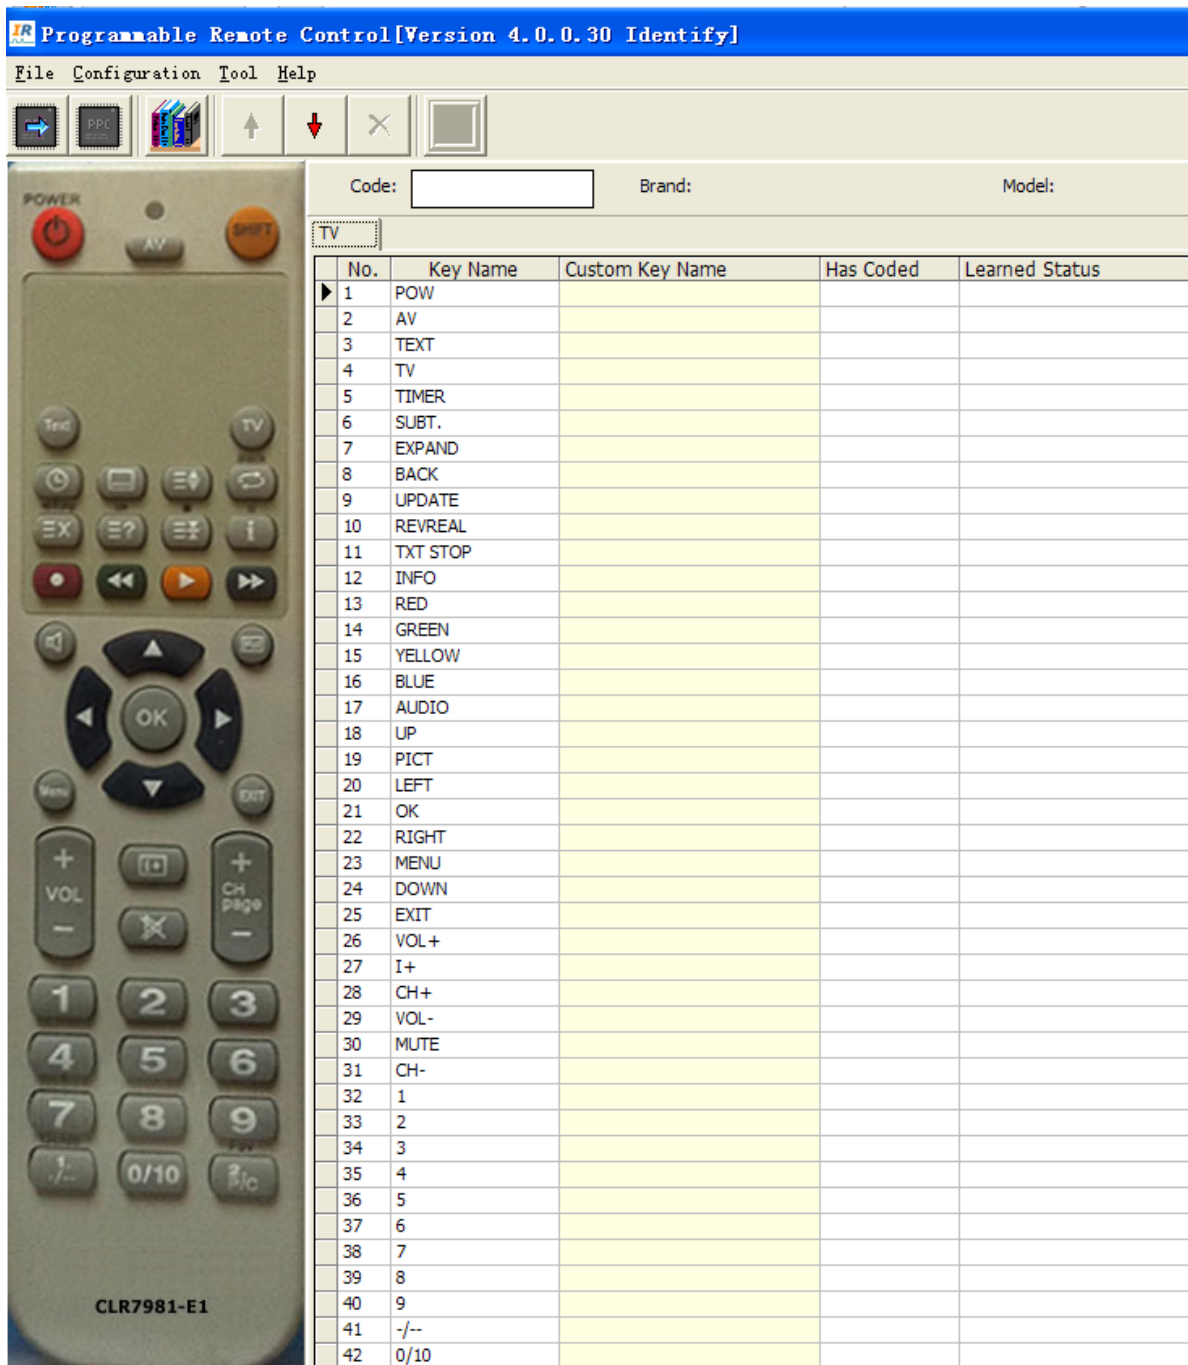 IR Programmable Remote Control[Version 4.0.0.30 Identify]
File Configuration Tool Help
PPC
Code: Brand: Model:
TV
No. Key Name Custom Key Name Has Coded Learned Status
1 POW
2 AV
3 TEXT
4 TV
5 TIMER
6 SUBT.
7 EXPAND
8 BACK
9 UPDATE
10 REVREAL
11 TXT STOP
12 INFO
13 RED
14 GREEN
15 YELLOW
16 BLUE
17 AUDIO
18 UP
19 PICT
20 LEFT
21 OK
22 RIGHT
23 MENU
24 DOWN
25 EXIT
26 VOL+
27 I+
28 CH+
29 VOL-
30 MUTE
31 CH-
32 1
33 2
34 3
35 4
36 5
37 6
38 7
39 8
40 9
41 -/--
42 0/10
POWER
AV SHIFT
Text TV
OK
Menu EXIT
+ +
VOL CH page
- -
1 2 3
4 5 6
7 8 9
0/10
CLR7981-E1